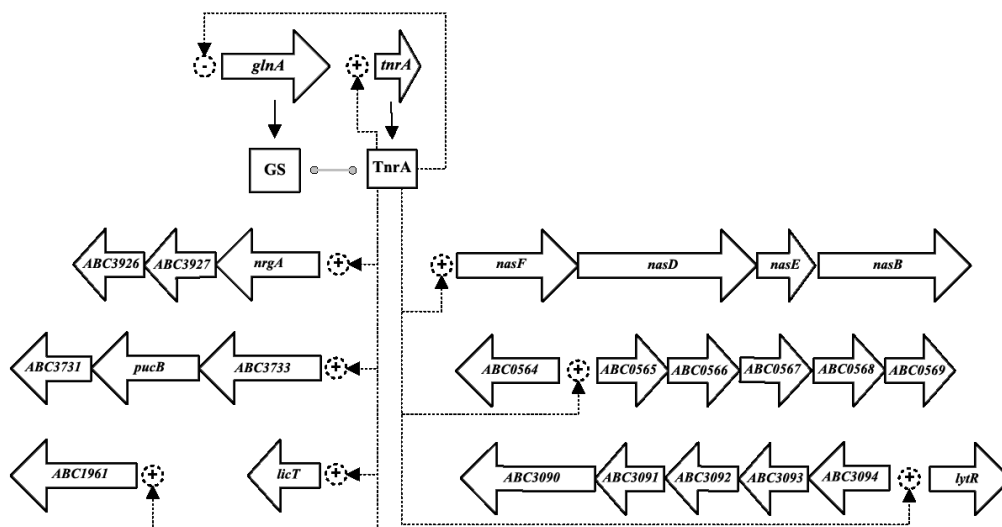 - glnA + tnrA
GS TnrA
ABC3926 ABC3927 nrgA + + nasF nasD nasE nasB
ABC3731 pucB ABC3733 + ABC0564 + ABC0565 ABC0566 ABC0567 ABC0568 ABC0569
ABC1961 + licT + ABC3090 ABC3091 ABC3092 ABC3093 ABC3094 + lytR